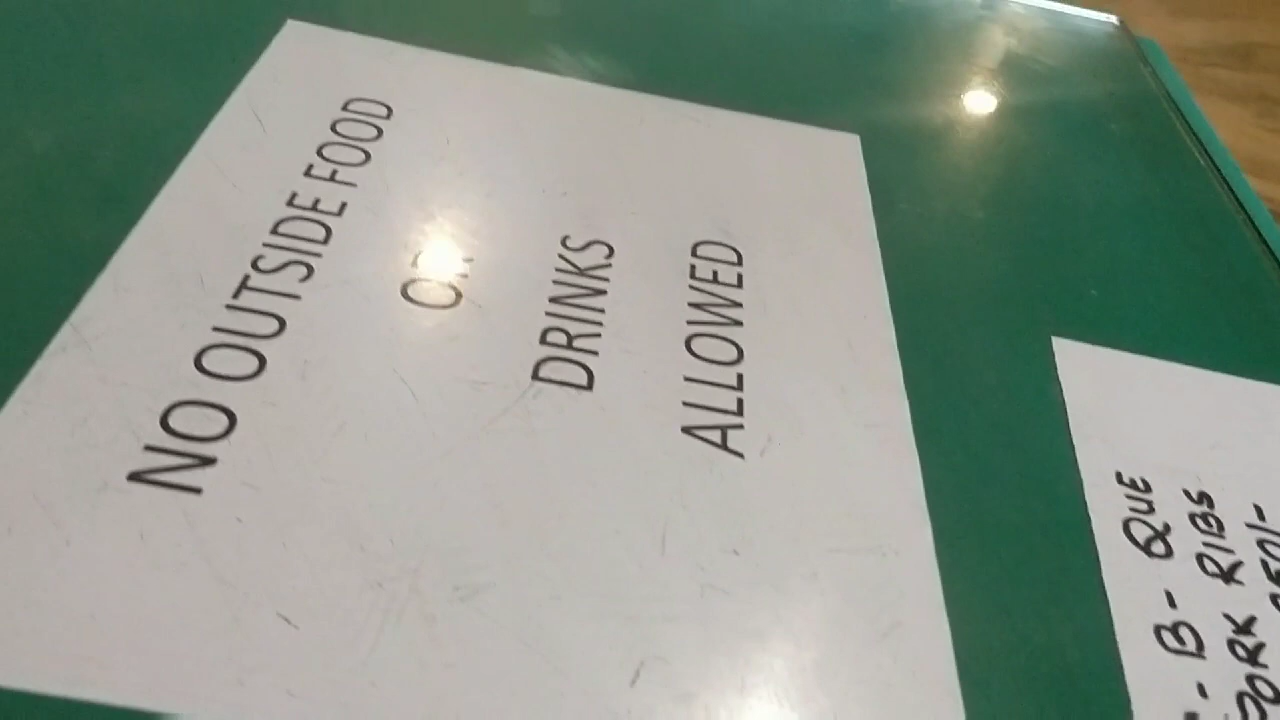 NO OUTSIDE FOOD
OR
DRINKS
ALLOWED
- B - QUE
PORK RIBS